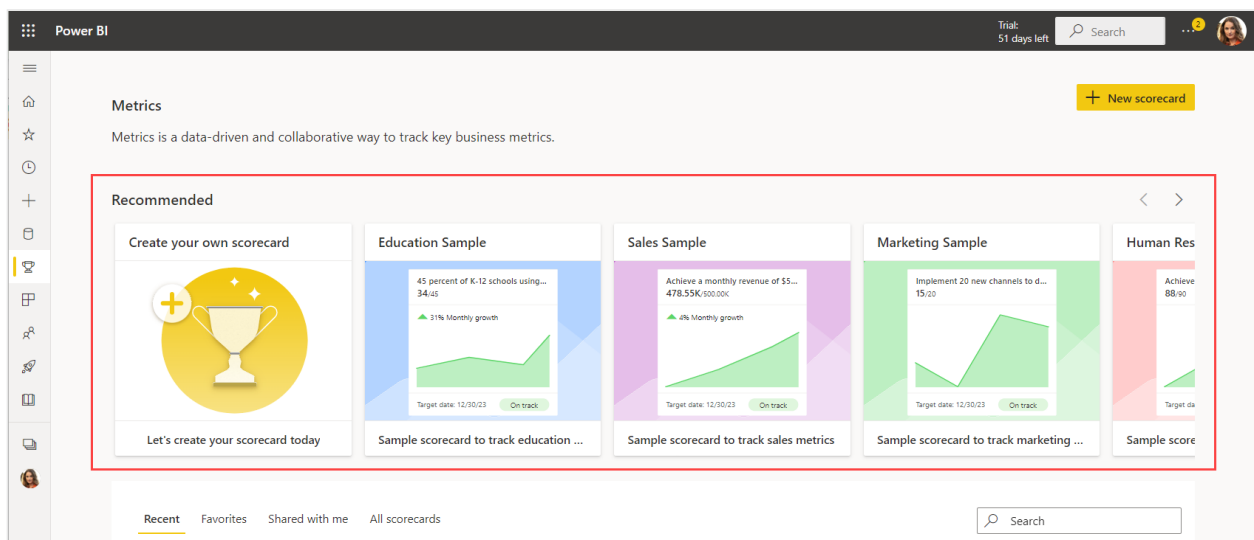 Power BI
Trial:
51 days left
Search
2
Metrics
New scorecard
Metrics is a data-driven and collaborative way to track key business metrics.
Recommended
Create your own scorecard
Let's create your scorecard today
Education Sample
45 percent of K-12 schools using...
34/45
31% Monthly growth
Target date: 12/30/23
On track
Sample scorecard to track education ...
Sales Sample
Achieve a monthly revenue of $5...
478.55K/500.00K
4% Monthly growth
Target date: 12/30/23
On track
Sample scorecard to track sales metrics
Marketing Sample
Implement 20 new channels to d...
15/20
Target date: 12/30/23
On track
Sample scorecard to track marketing ...
Human Res
Achieve
88/90
Target da
Sample score
Recent
Favorites
Shared with me
All scorecards
Search